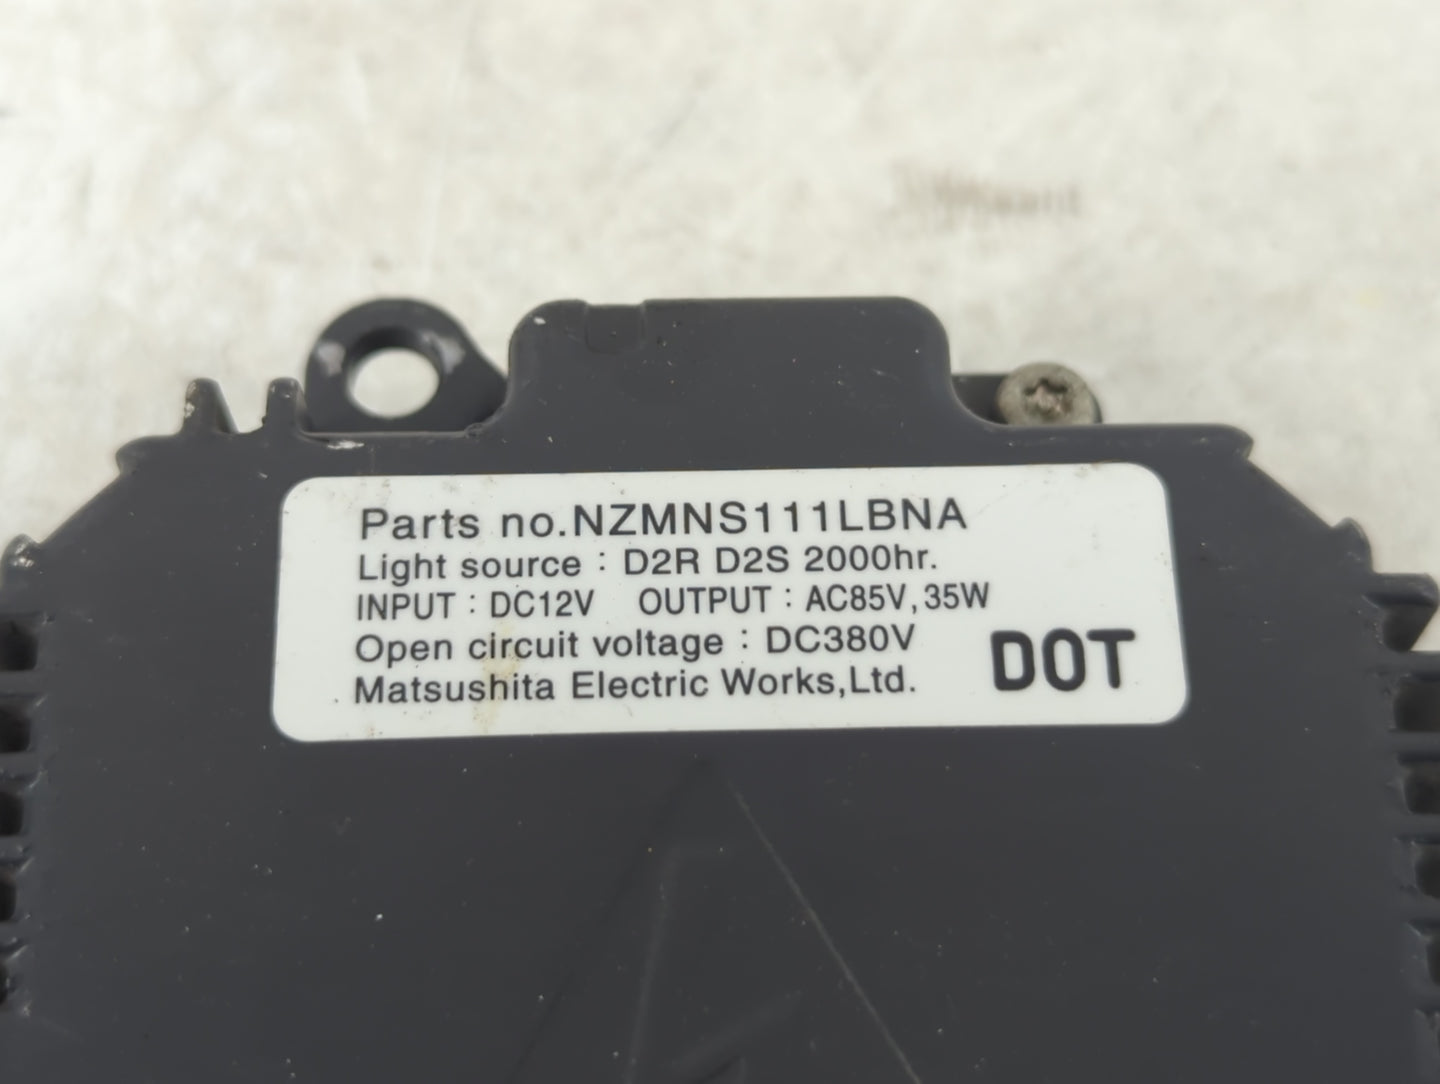 Parts no.NZMNS111LBNA
Light source : D2R D2S 2000hr.
INPUT : DC12V OUTPUT : AC85V, 35W
Open circuit voltage : DC380V
Matsushita Electric Works,Ltd.
DOT